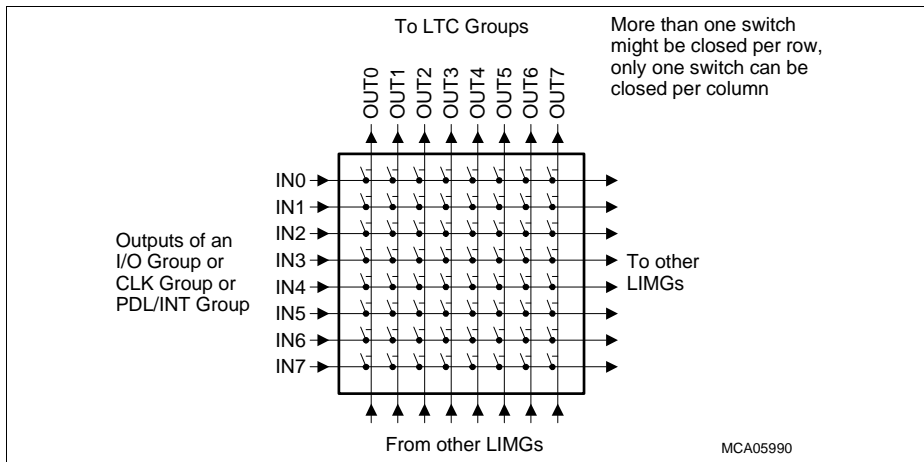 To LTC Groups
More than one switch
might be closed per row,
only one switch can be
closed per column
OUT0
OUT1
OUT2
OUT3
OUT4
OUT5
OUT6
OUT7
IN0
IN1
IN2
IN3
IN4
IN5
IN6
IN7
Outputs of an
I/O Group or
CLK Group or
PDL/INT Group
To other
LIMGs
From other LIMGs
MCA05990